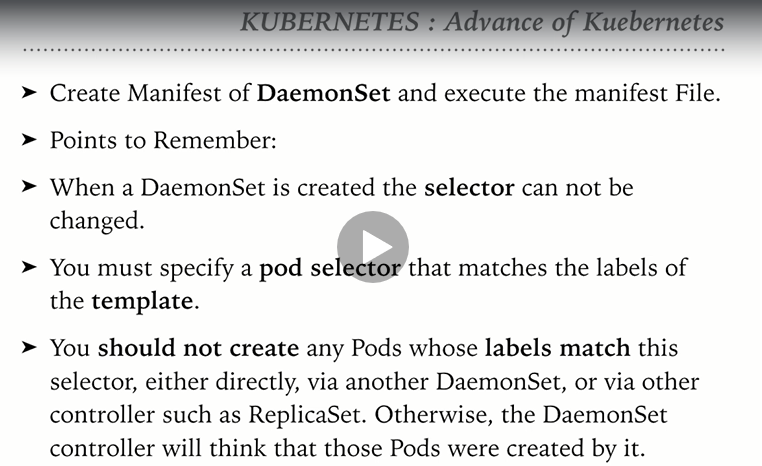 KUBERNETES : Advance of Kuebernetes
➤ Create Manifest of DaemonSet and execute the manifest File.
➤ Points to Remember:
➤ When a DaemonSet is created the selector can not be
changed.
➤ You must specify a pod selector that matches the labels of
the template.
➤ You should not create any Pods whose labels match this
selector, either directly, via another DaemonSet, or via other
controller such as ReplicaSet. Otherwise, the DaemonSet
controller will think that those Pods were created by it.